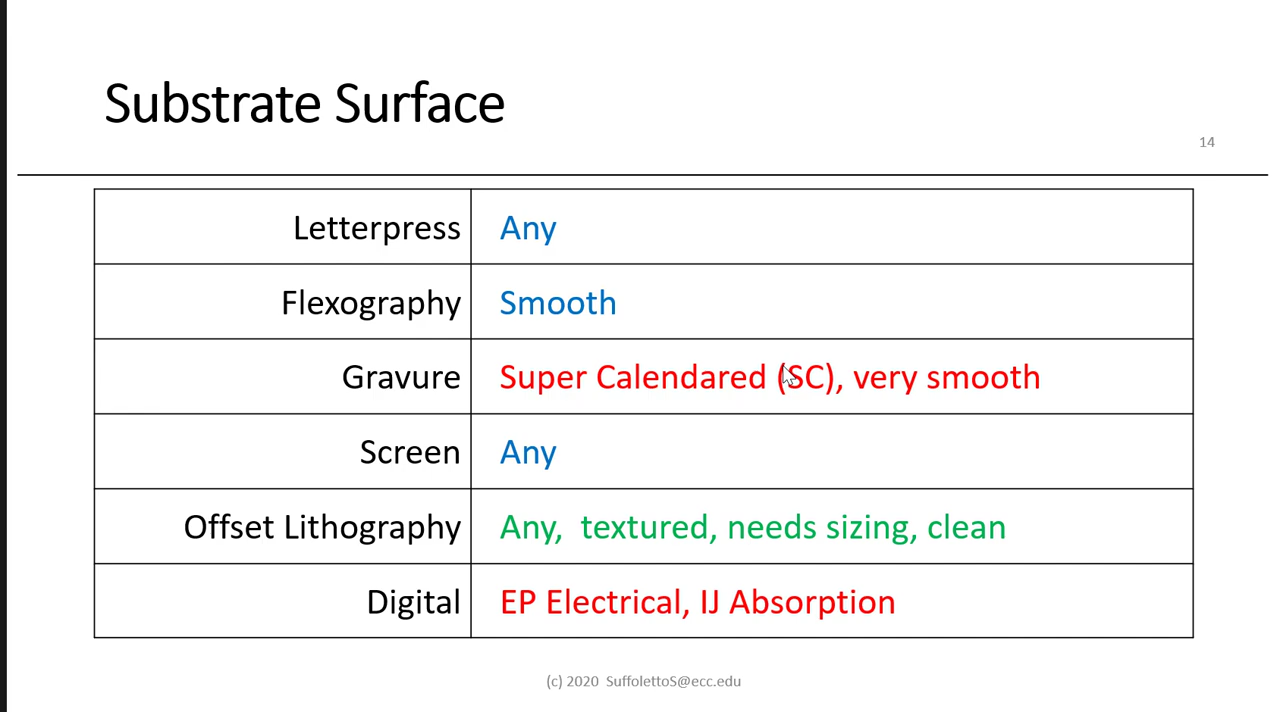 Substrate Surface
14
Letterpress Any
Flexography Smooth
Gravure Super Calendared (SC), very smooth
Screen Any
Offset Lithography Any, textured, needs sizing, clean
Digital EP Electrical, IJ Absorption
(c) 2020 SuffolettoS@ecc.edu